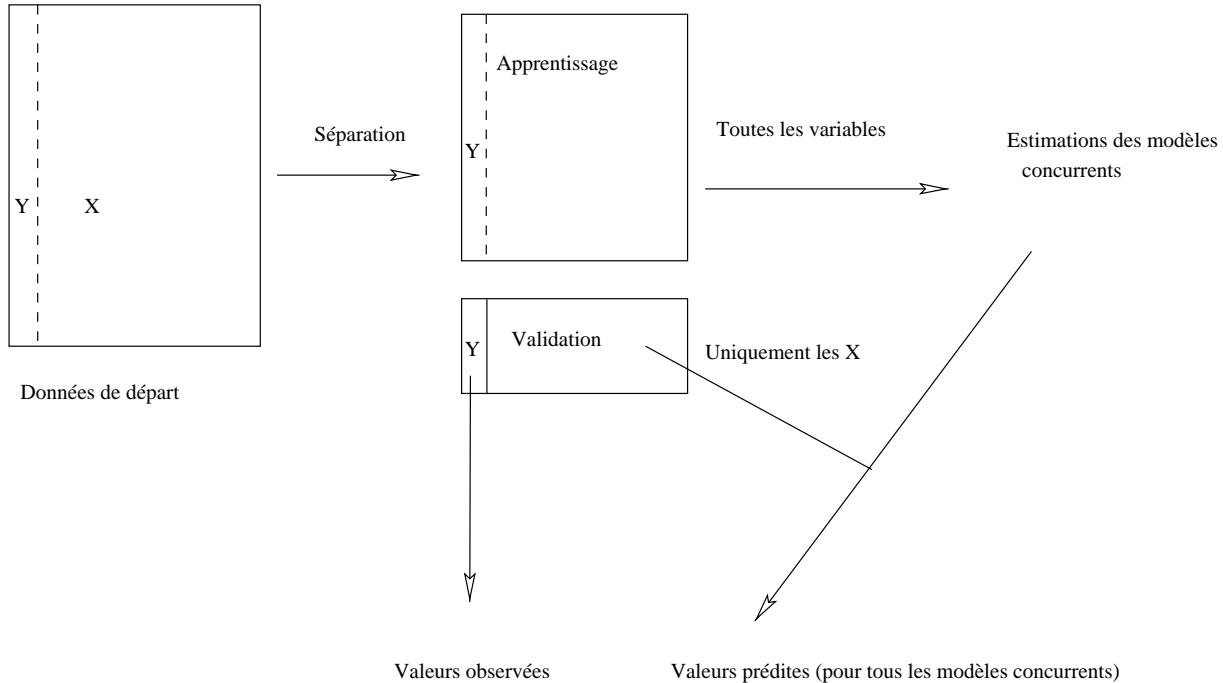 Apprentissage
Séparation
Toutes les variables
Estimations des modèles
concurrents
Y
Y
X
Validation
Y
Uniquement les X
Données de départ
Valeurs observées
Valeurs prédites (pour tous les modèles concurrents)